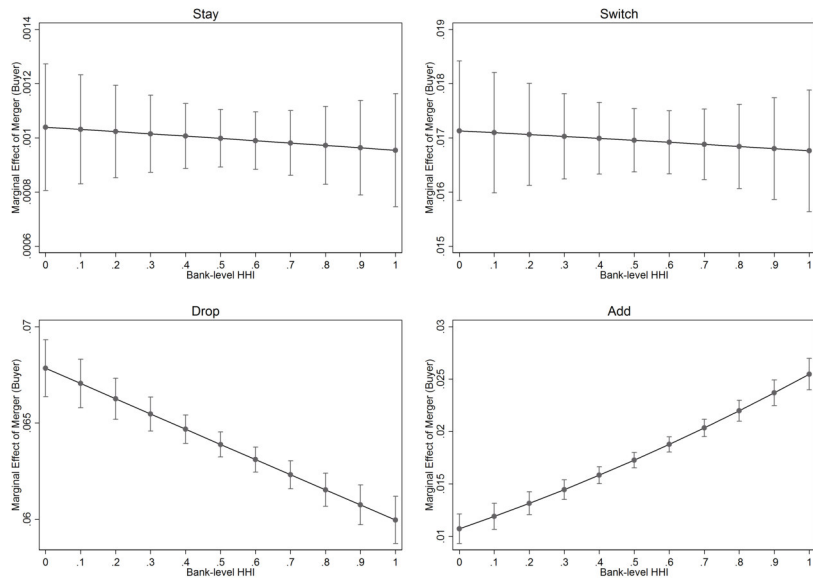 Stay
Marginal Effect of Merger (Buyer)
.0006 .0008 .001 .0012 .0014
0 .1 .2 .3 .4 .5 .6 .7 .8 .9 1
Bank-level HHI
Switch
Marginal Effect of Merger (Buyer)
.015 .016 .017 .018 .019
0 .1 .2 .3 .4 .5 .6 .7 .8 .9 1
Bank-level HHI
Drop
Marginal Effect of Merger (Buyer)
.06 .065 .07
0 .1 .2 .3 .4 .5 .6 .7 .8 .9 1
Bank-level HHI
Add
Marginal Effect of Merger (Buyer)
.01 .015 .02 .025 .03
0 .1 .2 .3 .4 .5 .6 .7 .8 .9 1
Bank-level HHI